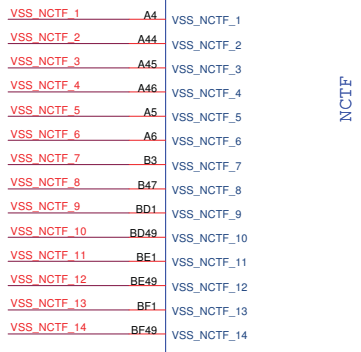 VSS_NCTF_1 A4 VSS_NCTF_1
VSS_NCTF_2 A44 VSS_NCTF_2
VSS_NCTF_3 A45 VSS_NCTF_3
VSS_NCTF_4 A46 VSS_NCTF_4
VSS_NCTF_5 A5 VSS_NCTF_5
VSS_NCTF_6 A6 VSS_NCTF_6
VSS_NCTF_7 B3 VSS_NCTF_7
VSS_NCTF_8 B47 VSS_NCTF_8
VSS_NCTF_9 BD1 VSS_NCTF_9
VSS_NCTF_10 BD49 VSS_NCTF_10
VSS_NCTF_11 BE1 VSS_NCTF_11
VSS_NCTF_12 BE49 VSS_NCTF_12
VSS_NCTF_13 BF1 VSS_NCTF_13
VSS_NCTF_14 BF49 VSS_NCTF_14
NCTF